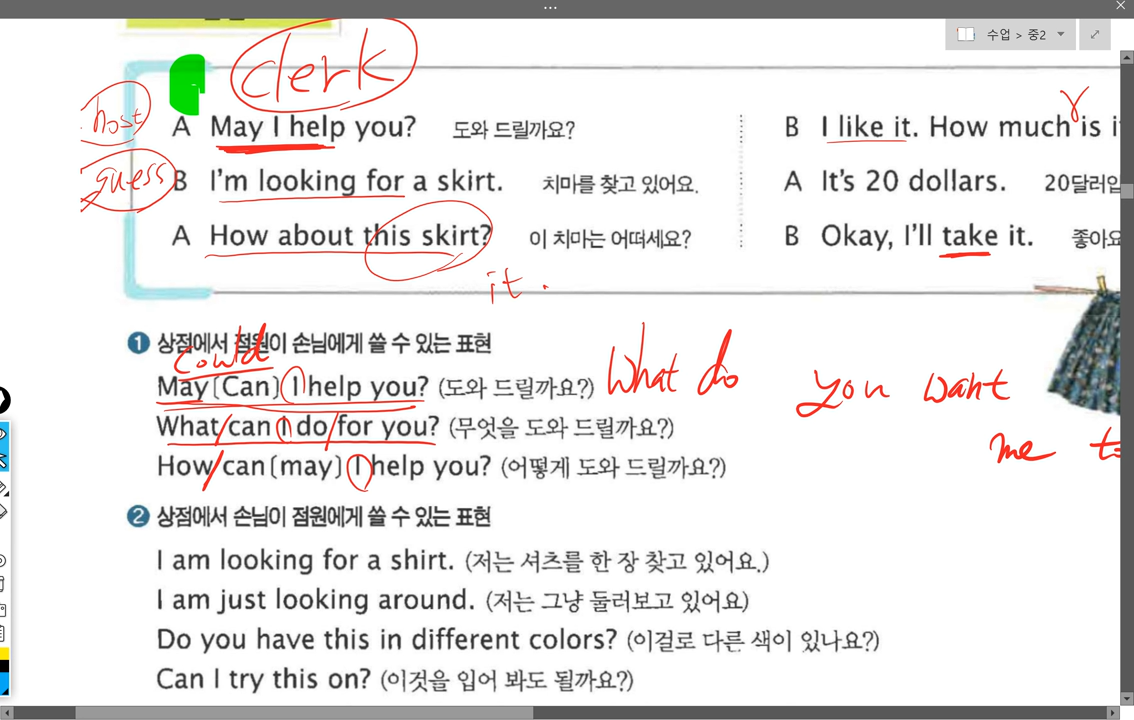 수업 > 중2
clerk
host
A May I help you? 도와 드릴까요?
guess
B I'm looking for a skirt. 치마를 찾고 있어요.
A How about this skirt? 이 치마는 어떠세요?
it.
B I like it. How much is i
A It's 20 dollars. 20달러입
B Okay, I'll take it. 좋아요
1 상점에서 점원이 손님에게 쓸 수 있는 표현
could
May(Can) I help you? (도와 드릴까요?)
What do you want me to
What can I do for you? (무엇을 도와 드릴까요?)
How can(may) I help you? (어떻게 도와 드릴까요?)
2 상점에서 손님이 점원에게 쓸 수 있는 표현
I am looking for a shirt. (저는 셔츠를 한 장 찾고 있어요.)
I am just looking around. (저는 그냥 둘러보고 있어요)
Do you have this in different colors? (이걸로 다른 색이 있나요?)
Can I try this on? (이것을 입어 봐도 될까요?)